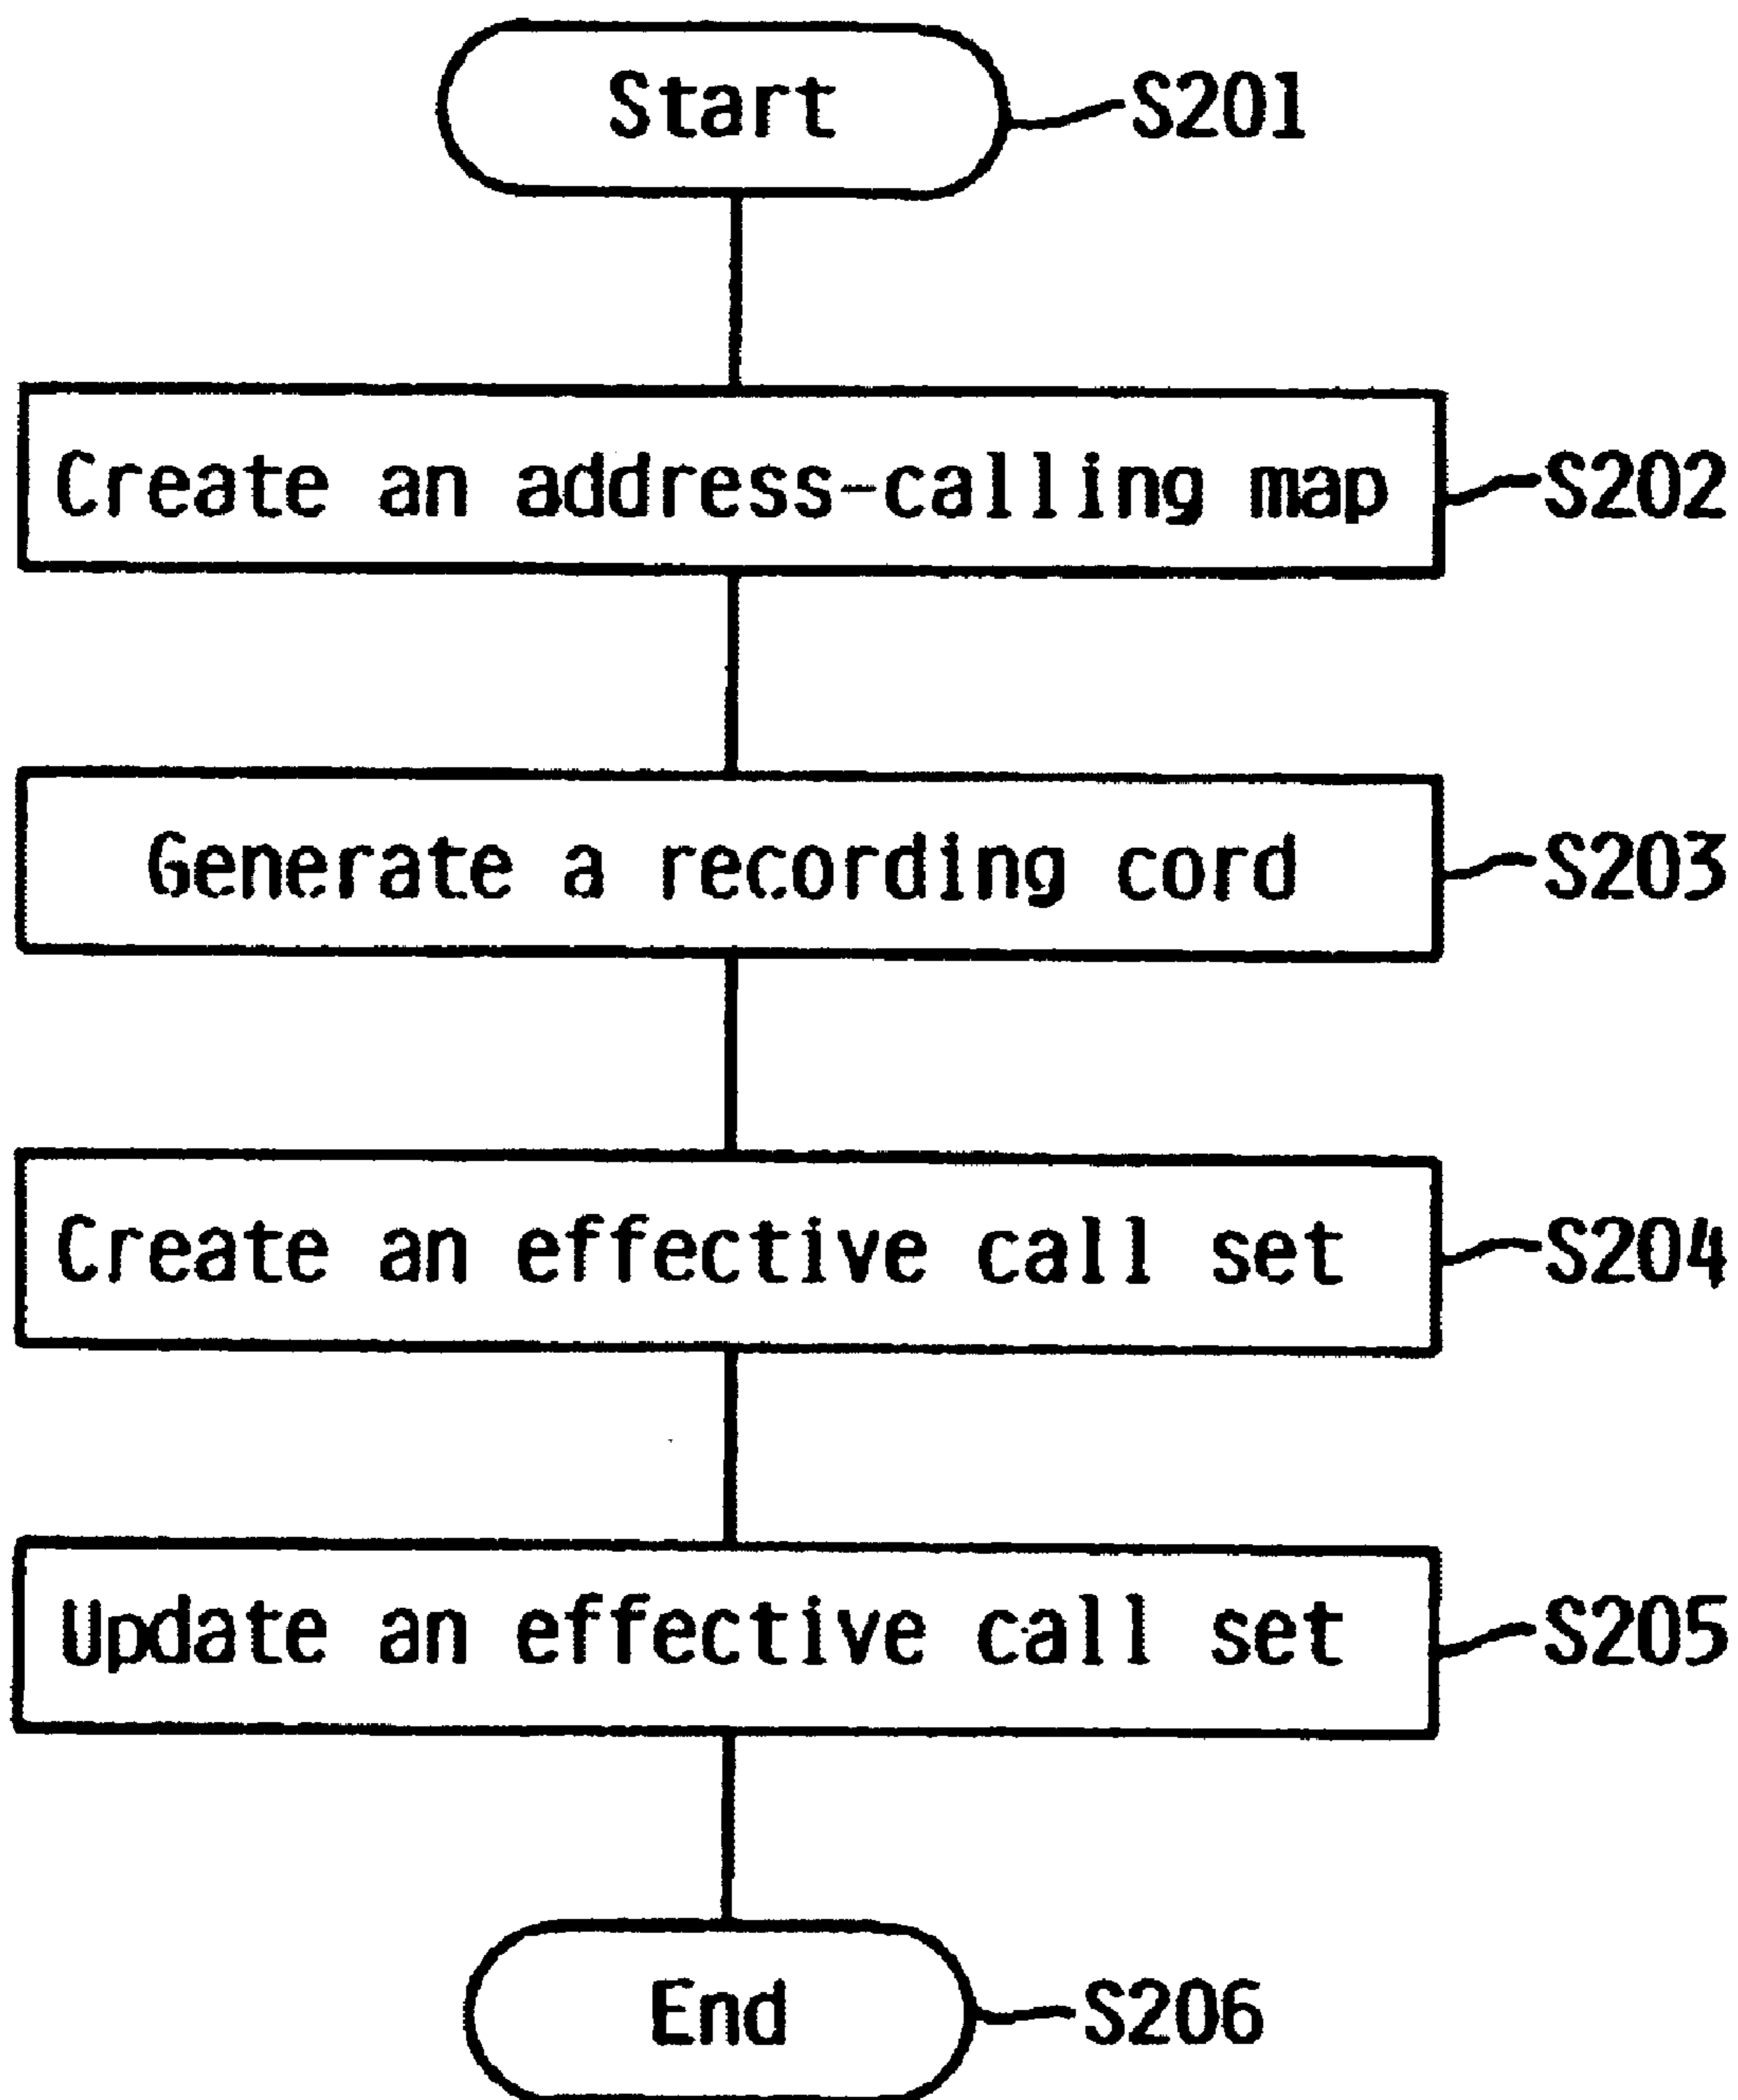 Start S201
Create an address-calling map S202
Generate a recording cord S203
Create an effective call set S204
Update an effective call set S205
End S206